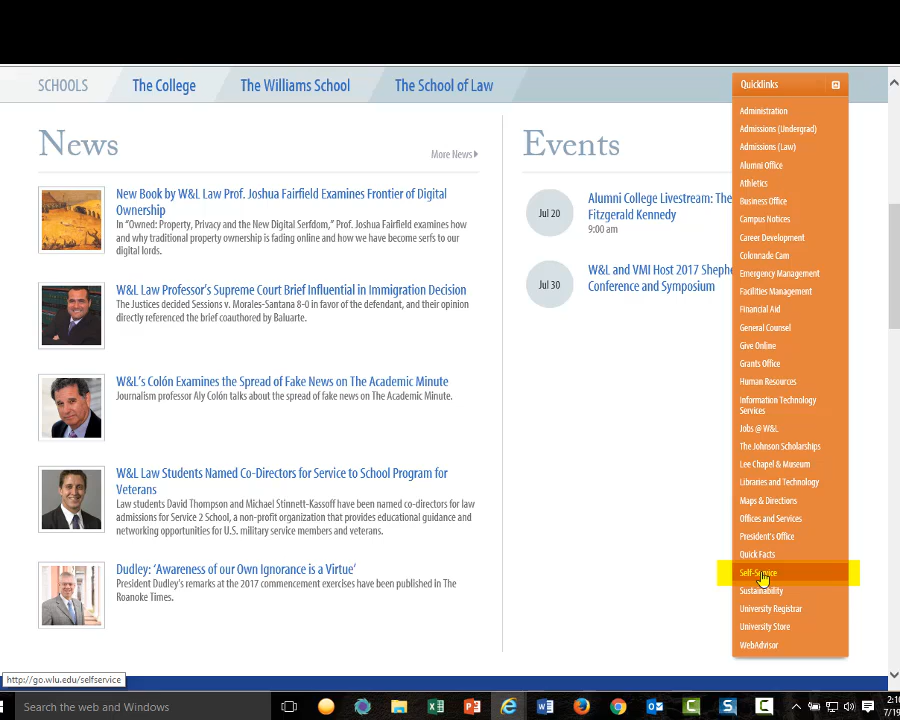 SCHOOLS The College The Williams School The School of Law
News
More News
New Book by W&L Law Prof. Joshua Fairfield Examines Frontier of Digital
Ownership
In “Owned: Property, Privacy and the New Digital Serfdom,” Prof. Joshua Fairfield examines how
and why traditional property ownership is fading online and how we have become serfs to our
digital lords.
W&L Law Professor’s Supreme Court Brief Influential in Immigration Decision
The Justices decided Sessions v. Morales-Santana 8-0 in favor of the defendant, and their opinion
directly referenced the brief coauthored by Baluarte.
W&L’s Colón Examines the Spread of Fake News on The Academic Minute
Journalism professor Aly Colón talks about the spread of fake news on The Academic Minute.
W&L Law Students Named Co-Directors for Service to School Program for
Veterans
Law students David Thompson and Michael Stinnett-Kassoff have been named co-directors for law
admissions for Service 2 School, a non-profit organization that provides educational guidance and
networking opportunities for U.S. military service members and veterans.
Dudley: ‘Awareness of our Own Ignorance is a Virtue’
President Dudley’s remarks at the 2017 commencement exercises have been published in The
Roanoke Times.
Events
Jul 20
Alumni College Livestream: The
Fitzgerald Kennedy
9:00 am
Jul 30
W&L and VMI Host 2017
Conference and Symposium
Quicklinks
Administration
Admissions (Undergrad)
Admissions (Law)
Alumni Office
Athletics
Business Office
Campus Notices
Career Development
Colonnade Cam
Emergency Management
Facilities Management
Financial Aid
General Counsel
Give Online
Grants Office
Human Resources
Information Technology
Services
Jobs @ W&L
The Johnson Scholarships
Lee Chapel & Museum
Libraries and Technology
Maps & Directions
Offices and Services
President's Office
Quick Facts
Self-Service
Sustainability
University Registrar
University Store
WebAdvisor
http://go.wlu.edu/selfservice
Search the web and Windows